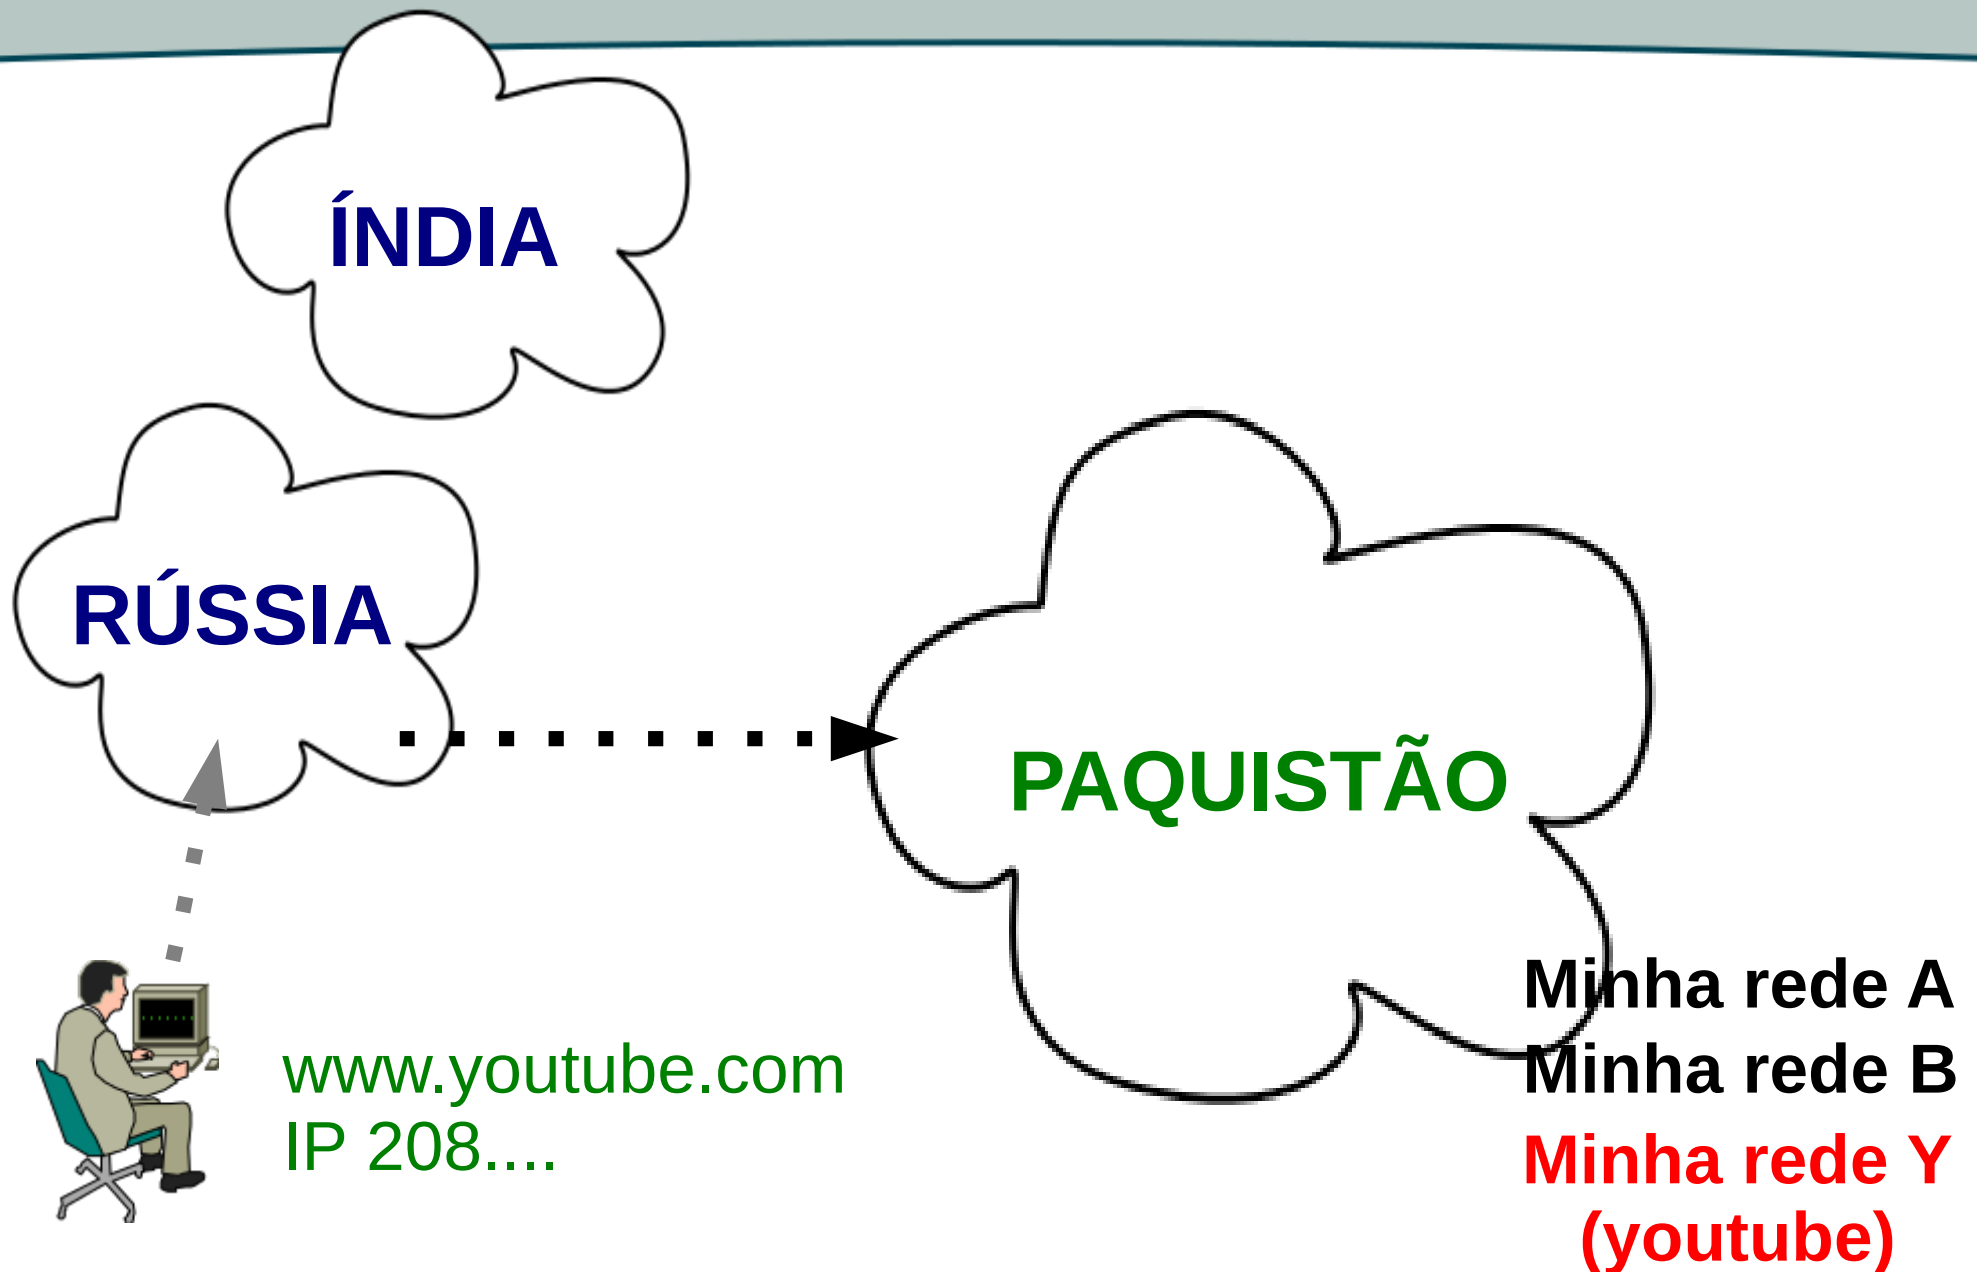 ÍNDIA
RÚSSIA
PAQUISTÃO
www.youtube.com
IP 208....
Minha rede A
Minha rede B
Minha rede Y
(youtube)